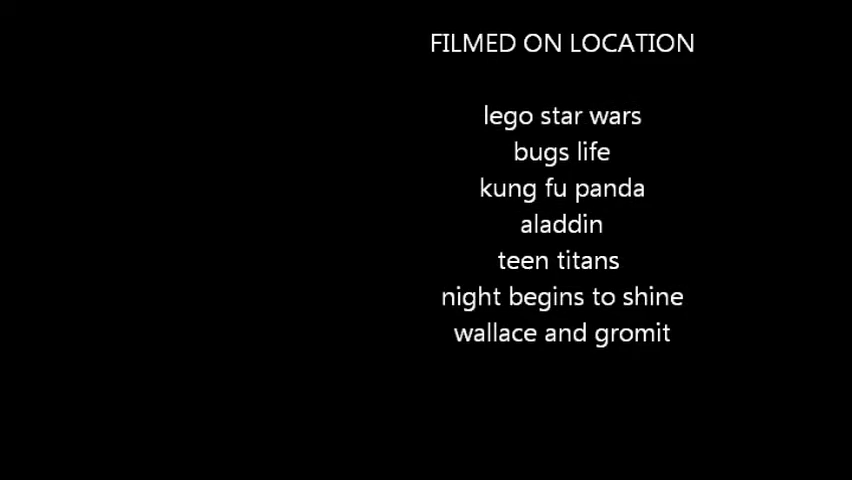 FILMED ON LOCATION
lego star wars
bugs life
kung fu panda
aladdin
teen titans
night begins to shine
wallace and gromit